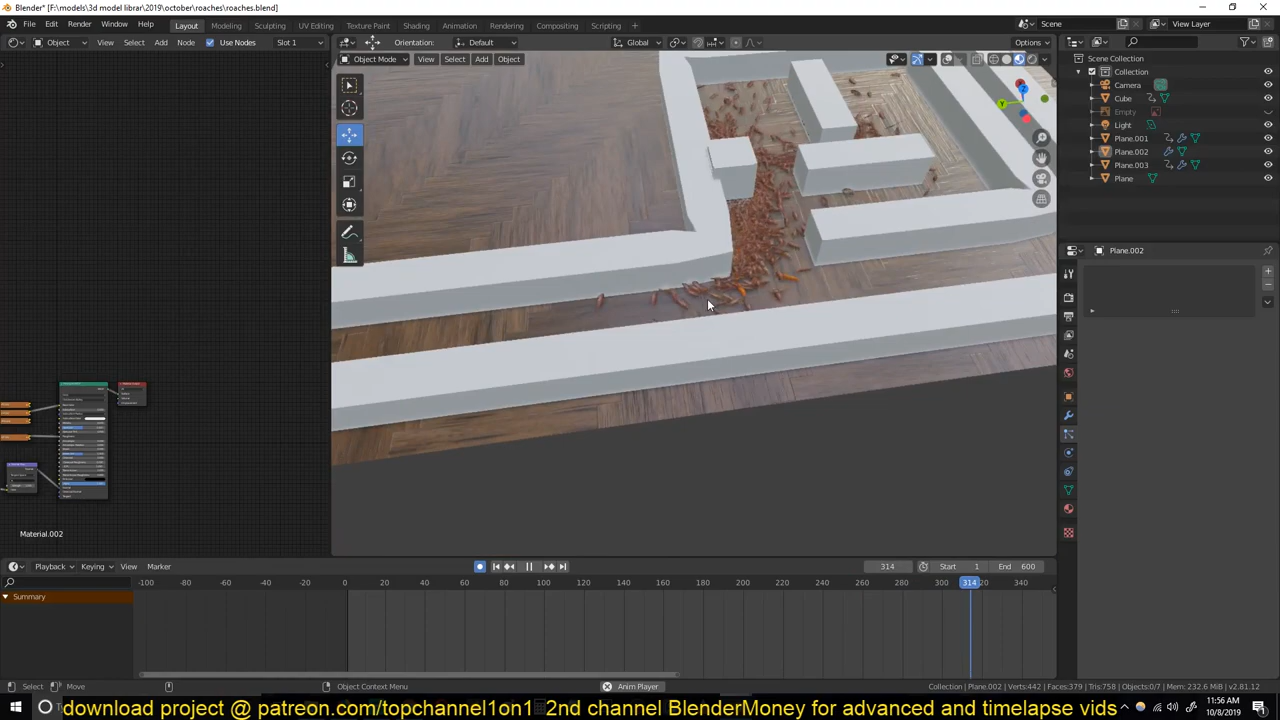 Blender* [F:\models\3d model librar\2019\october\roaches\roaches.blend]
File Edit Render Window Help Layout Modeling Sculpting UV Editing Texture Paint Shading Animation Rendering Compositing Scripting + Scene View Layer
Object View Select Add Node Use Nodes Slot 1 Orientation: Default Global Options
Object Mode View Select Add Object
Scene Collection
Collection
Camera
Cube
Empty
Light
Plane.001
Plane.002
Plane.003
Plane
Plane.002
Y
Z
Material.002
Playback Keying View Marker 314 Start 1 End 600
-100 -80 -60 -40 -20 0 20 40 60 80 100 120 140 160 180 200 220 240 260 280 300 314 20 340
Summary
Select Move Object Context Menu Anim Player Collection | Plane.002 | Verts:442 | Faces:379 | Tris:758 | Objects:0/7 | Mem: 232.6 MiB | v2.81.12
download project @ patreon.com/topchannel1on1 2nd channel BlenderMoney for advanced and timelapse vids
11:56 AM
10/8/2019